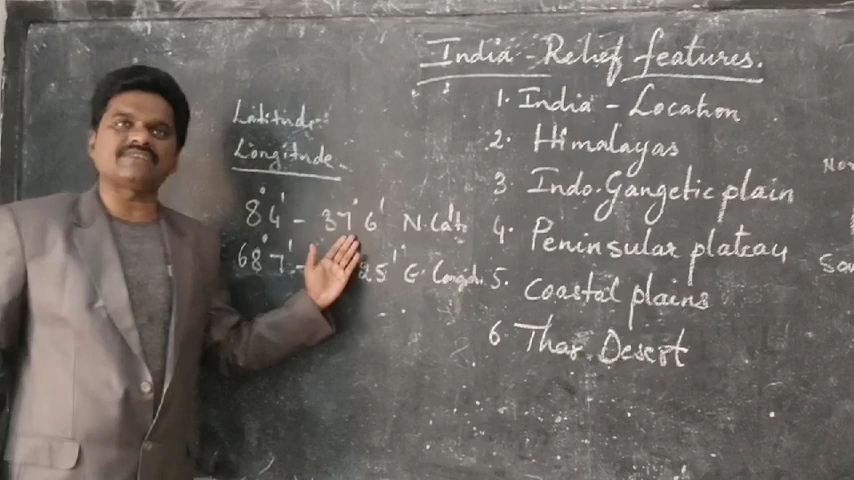 India - Relief features.
Latitude
Longitude
8° 4' - 37° 6' N. Lat.
68° 7' - 25' E. Longi.
1. India - Location
2. Himalayas
3 Indo-Gangetic plain
4. Peninsular plateau
5. Coastal plains
6 Thar Desert